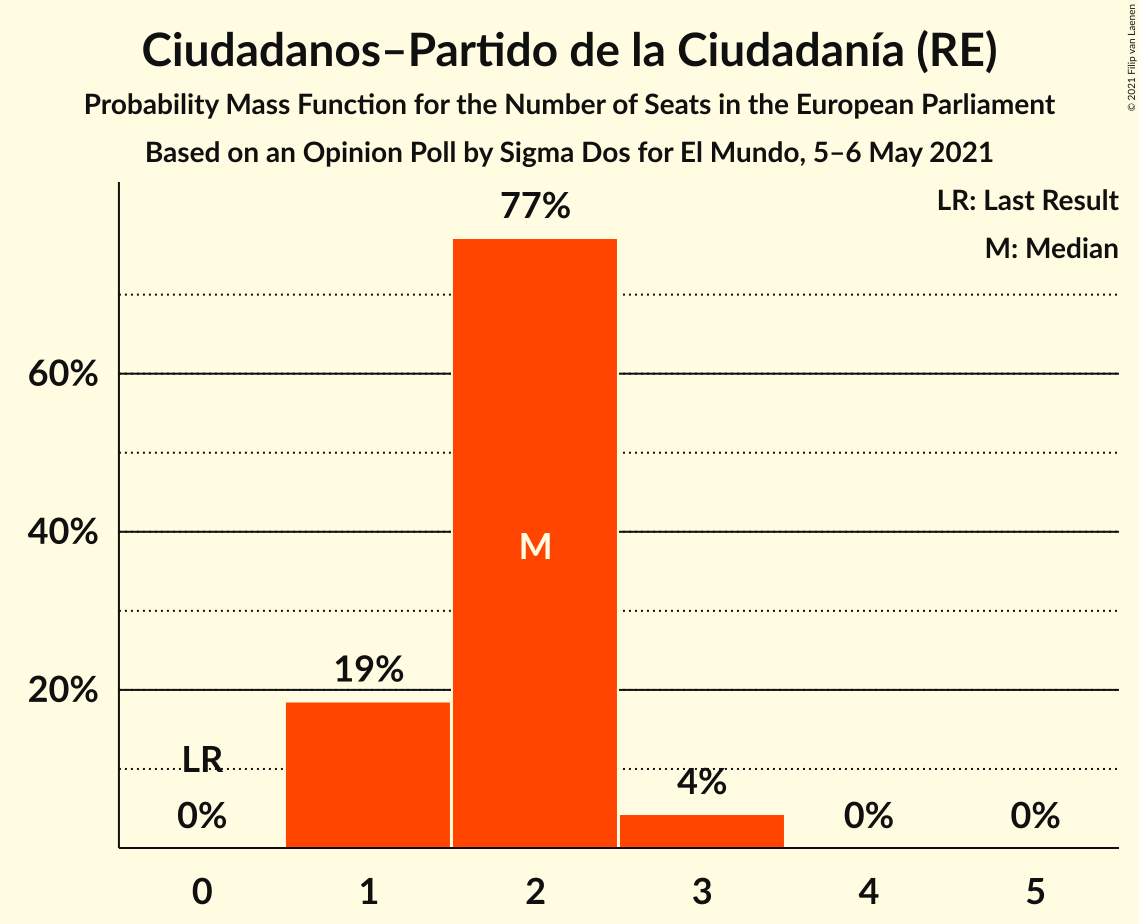 Ciudadanos–Partido de la Ciudadanía (RE)
Probability Mass Function for the Number of Seats in the European Parliament
Based on an Opinion Poll by Sigma Dos for El Mundo, 5–6 May 2021
© 2021 Filip van Laenen
LR: Last Result
M: Median
77%
60%
40%
M
19%
20%
LR
4%
0%
0%
0%
0 1 2 3 4 5